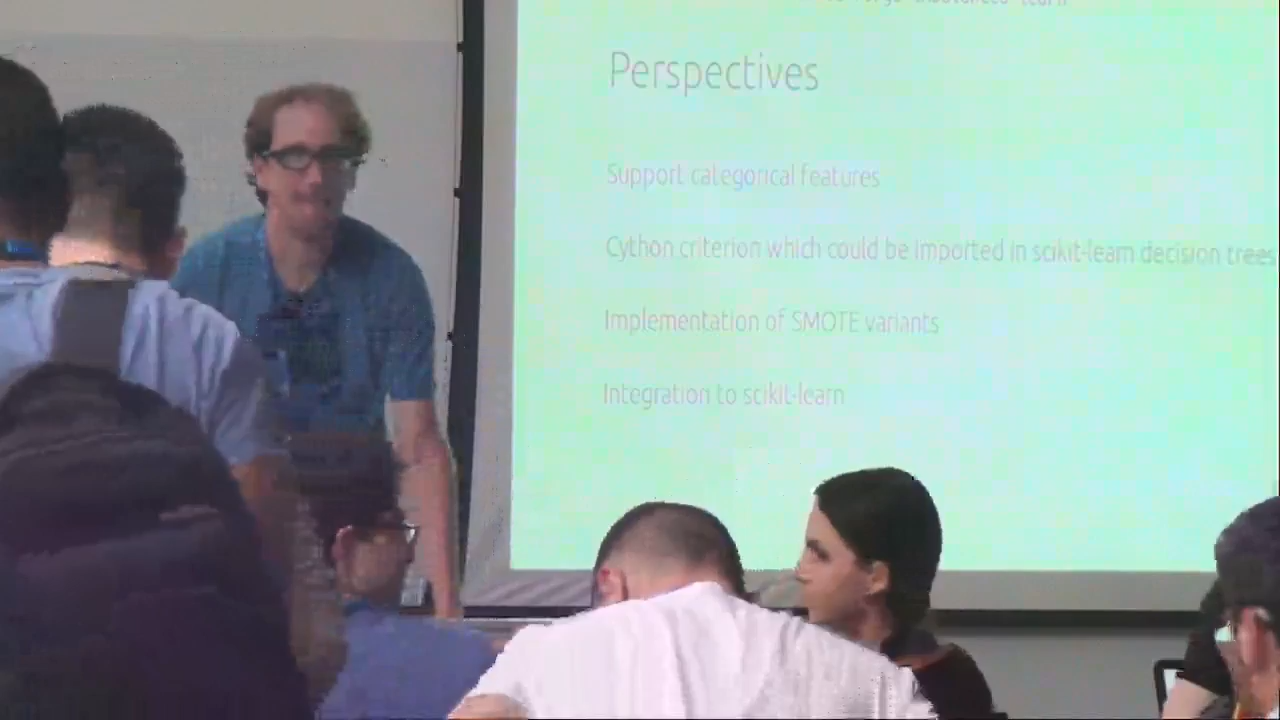 Perspectives
Support categorical features
Cython criterion which could be imported in scikit-learn decision trees
Implementation of SMOTE variants
Integration to scikit-learn